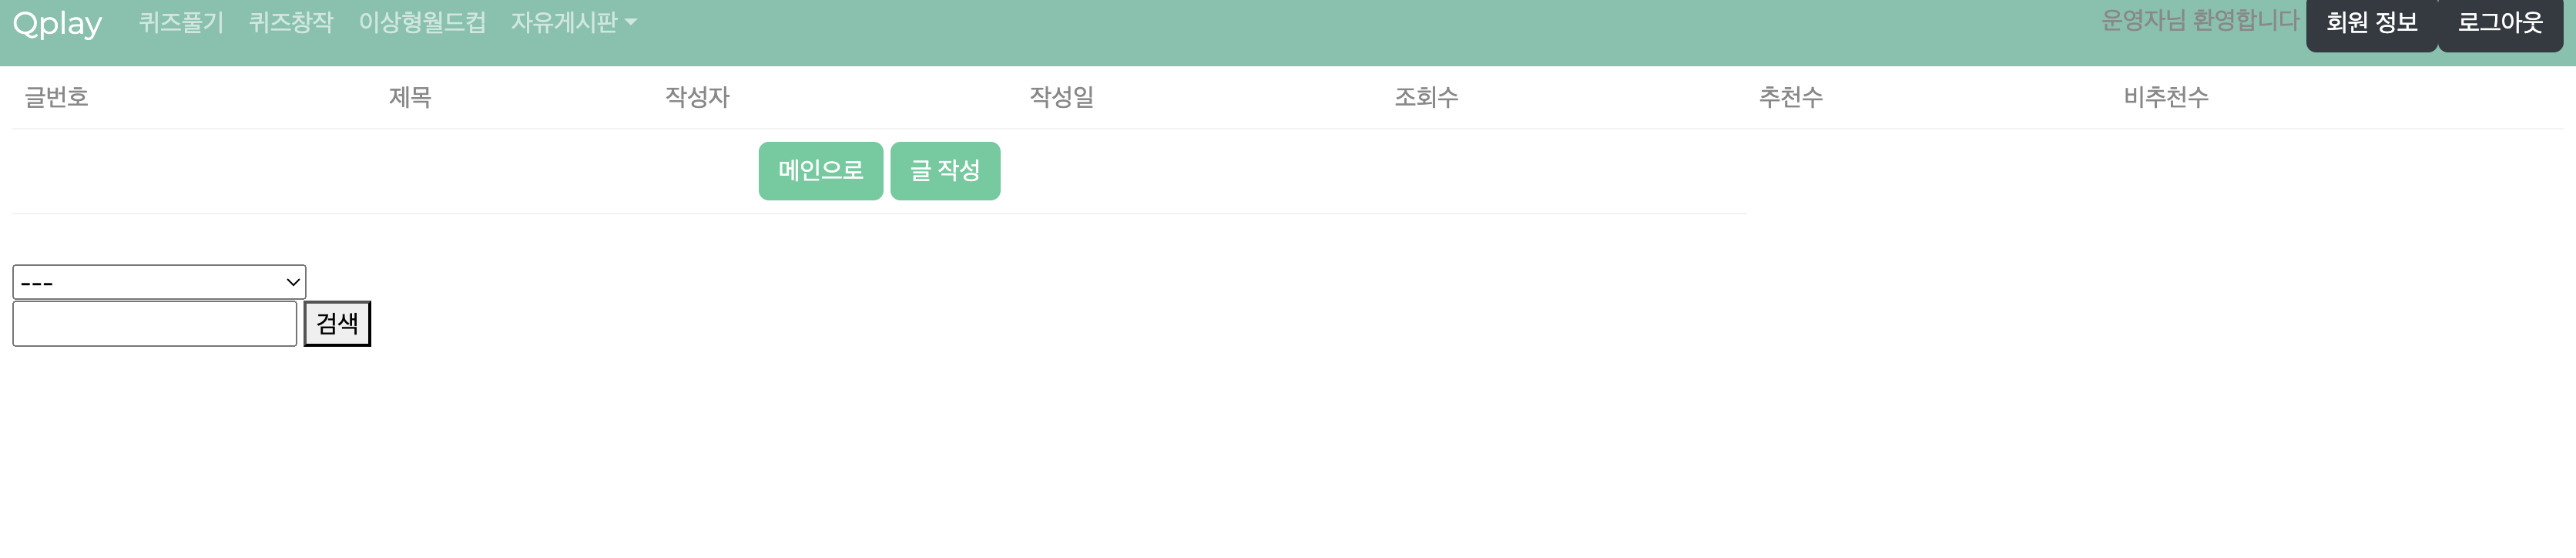 Qplay 퀴즈풀기 퀴즈창작 이상형월드컵 자유게시판 운영자님 환영합니다 회원 정보 로그아웃
글번호 제목 작성자 작성일 조회수 추천수 비추천수
메인으로 글 작성
---
검색